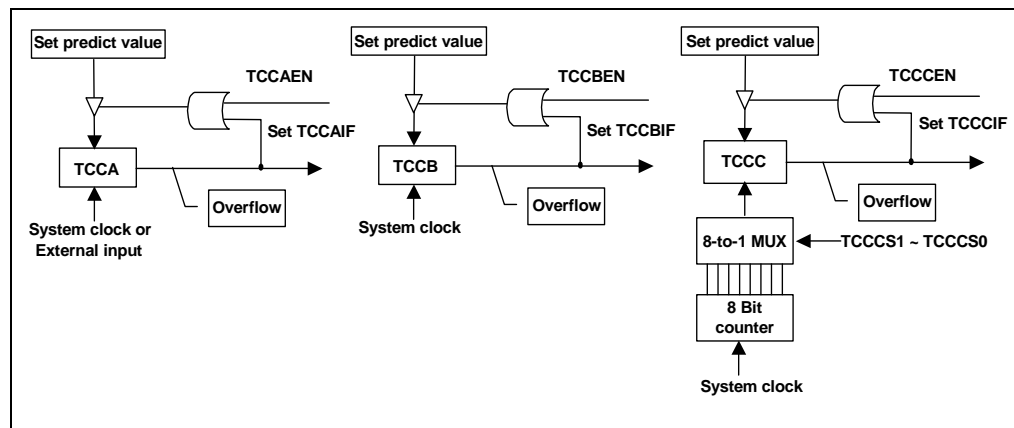 Set predict value
TCCAEN
Set TCCAIF
TCCA
Overflow
System clock or
External input
Set predict value
TCCBEN
Set TCCBIF
TCCB
Overflow
System clock
Set predict value
TCCCEN
Set TCCCIF
TCCC
Overflow
8-to-1 MUX
TCCCS1 ~ TCCCS0
8 Bit
counter
System clock